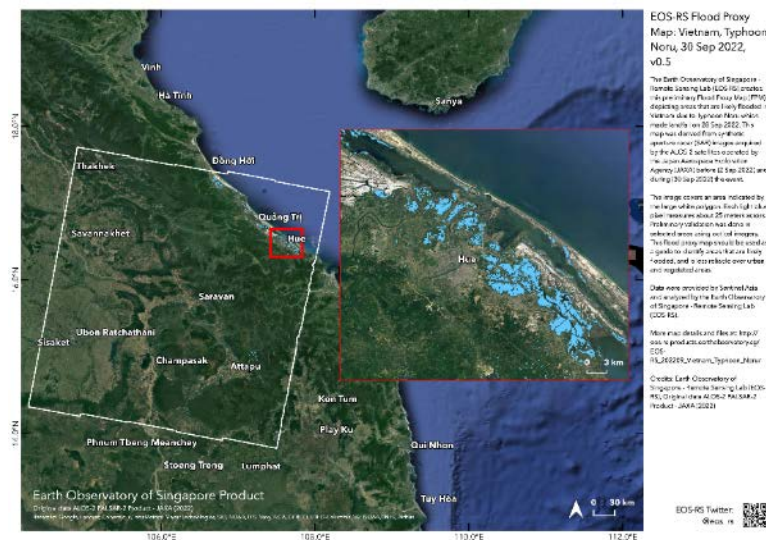 EOS-RS Flood Proxy
Map: Vietnam, Typhoon
Noru, 30 Sep 2022,
v0.5
The Earth Observatory of Singapore -
Remote Sensing Lab (EOS-RS) created
this preliminary Flood Proxy Map (FPM)
depicting areas that are likely flooded in
Vietnam due to Typhoon Noru which
made landfall on 28 Sep 2022. This
map was derived from synthetic
aperture radar (SAR) images acquired
by the ALOS-2 satellites operated by
the Japan Aerospace Exploration
Agency (JAXA) before (2 Sep 2022) and
during (30 Sep 2022) the event.
The image covers an area indicated by
the large white polygon. Each light blue
pixel measures about 25 meters across.
Preliminary validation was done in
selected areas using optical imagery.
This flood proxy map should be used as
a guide to identify areas that are likely
flooded, and is less reliable over urban
and vegetated areas.
Data were provided by Sentinel Asia
and analyzed by the Earth Observatory
of Singapore - Remote Sensing Lab
(EOS-RS).
More map details and files at: http://
EOS-
Credits: Earth Observatory of
Singapore - Remote Sensing Lab (EOS-
RS), Original data ALOS-2 PALSAR-2
Product - JAXA (2022)
EOS-RS Twitter:
@eos_rs
Vinh
Hà Tĩnh
Sanya
18.0°N
Đồng Hới
Thakhek
Quảng Trị
Savannakhet
Hue
Hue
16.0°N
Saravan
Ubon Ratchathani
Sisaket
Champasak
Attapu
3 km
Kon Tum
14.0°N
Phnum Tbeng Meanchey
Play Ku
Stoeng Treng
Lumphat
Qui Nhon
Tuy Hòa
Earth Observatory of Singapore Product
Original data ALOS-2 PALSAR-2 Product - JAXA (2022)
0 30 km
106.0°E
108.0°E
110.0°E
112.0°E